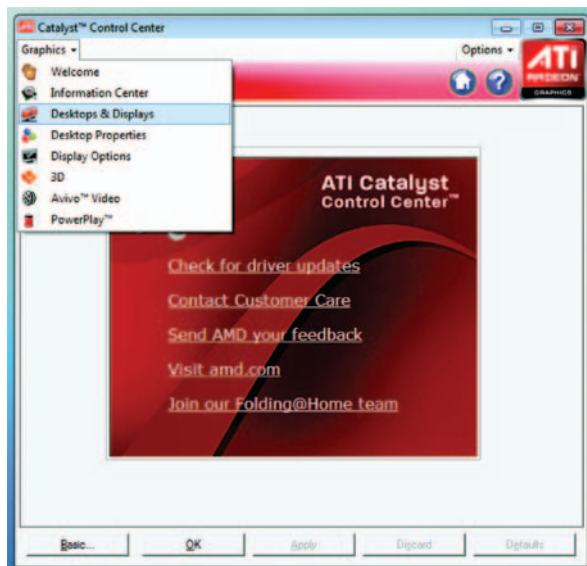 Catalyst™ Control Center
Graphics
Options
ATI
RADEON
GRAPHICS
Welcome
Information Center
Desktops & Displays
Desktop Properties
Display Options
3D
Avivo™ Video
PowerPlay™
ATI Catalyst
Control Center™
Check for driver updates
Contact Customer Care
Send AMD your feedback
Visit amd.com
Join our Folding@Home team
Basic...
OK
Apply
Discard
Defaults